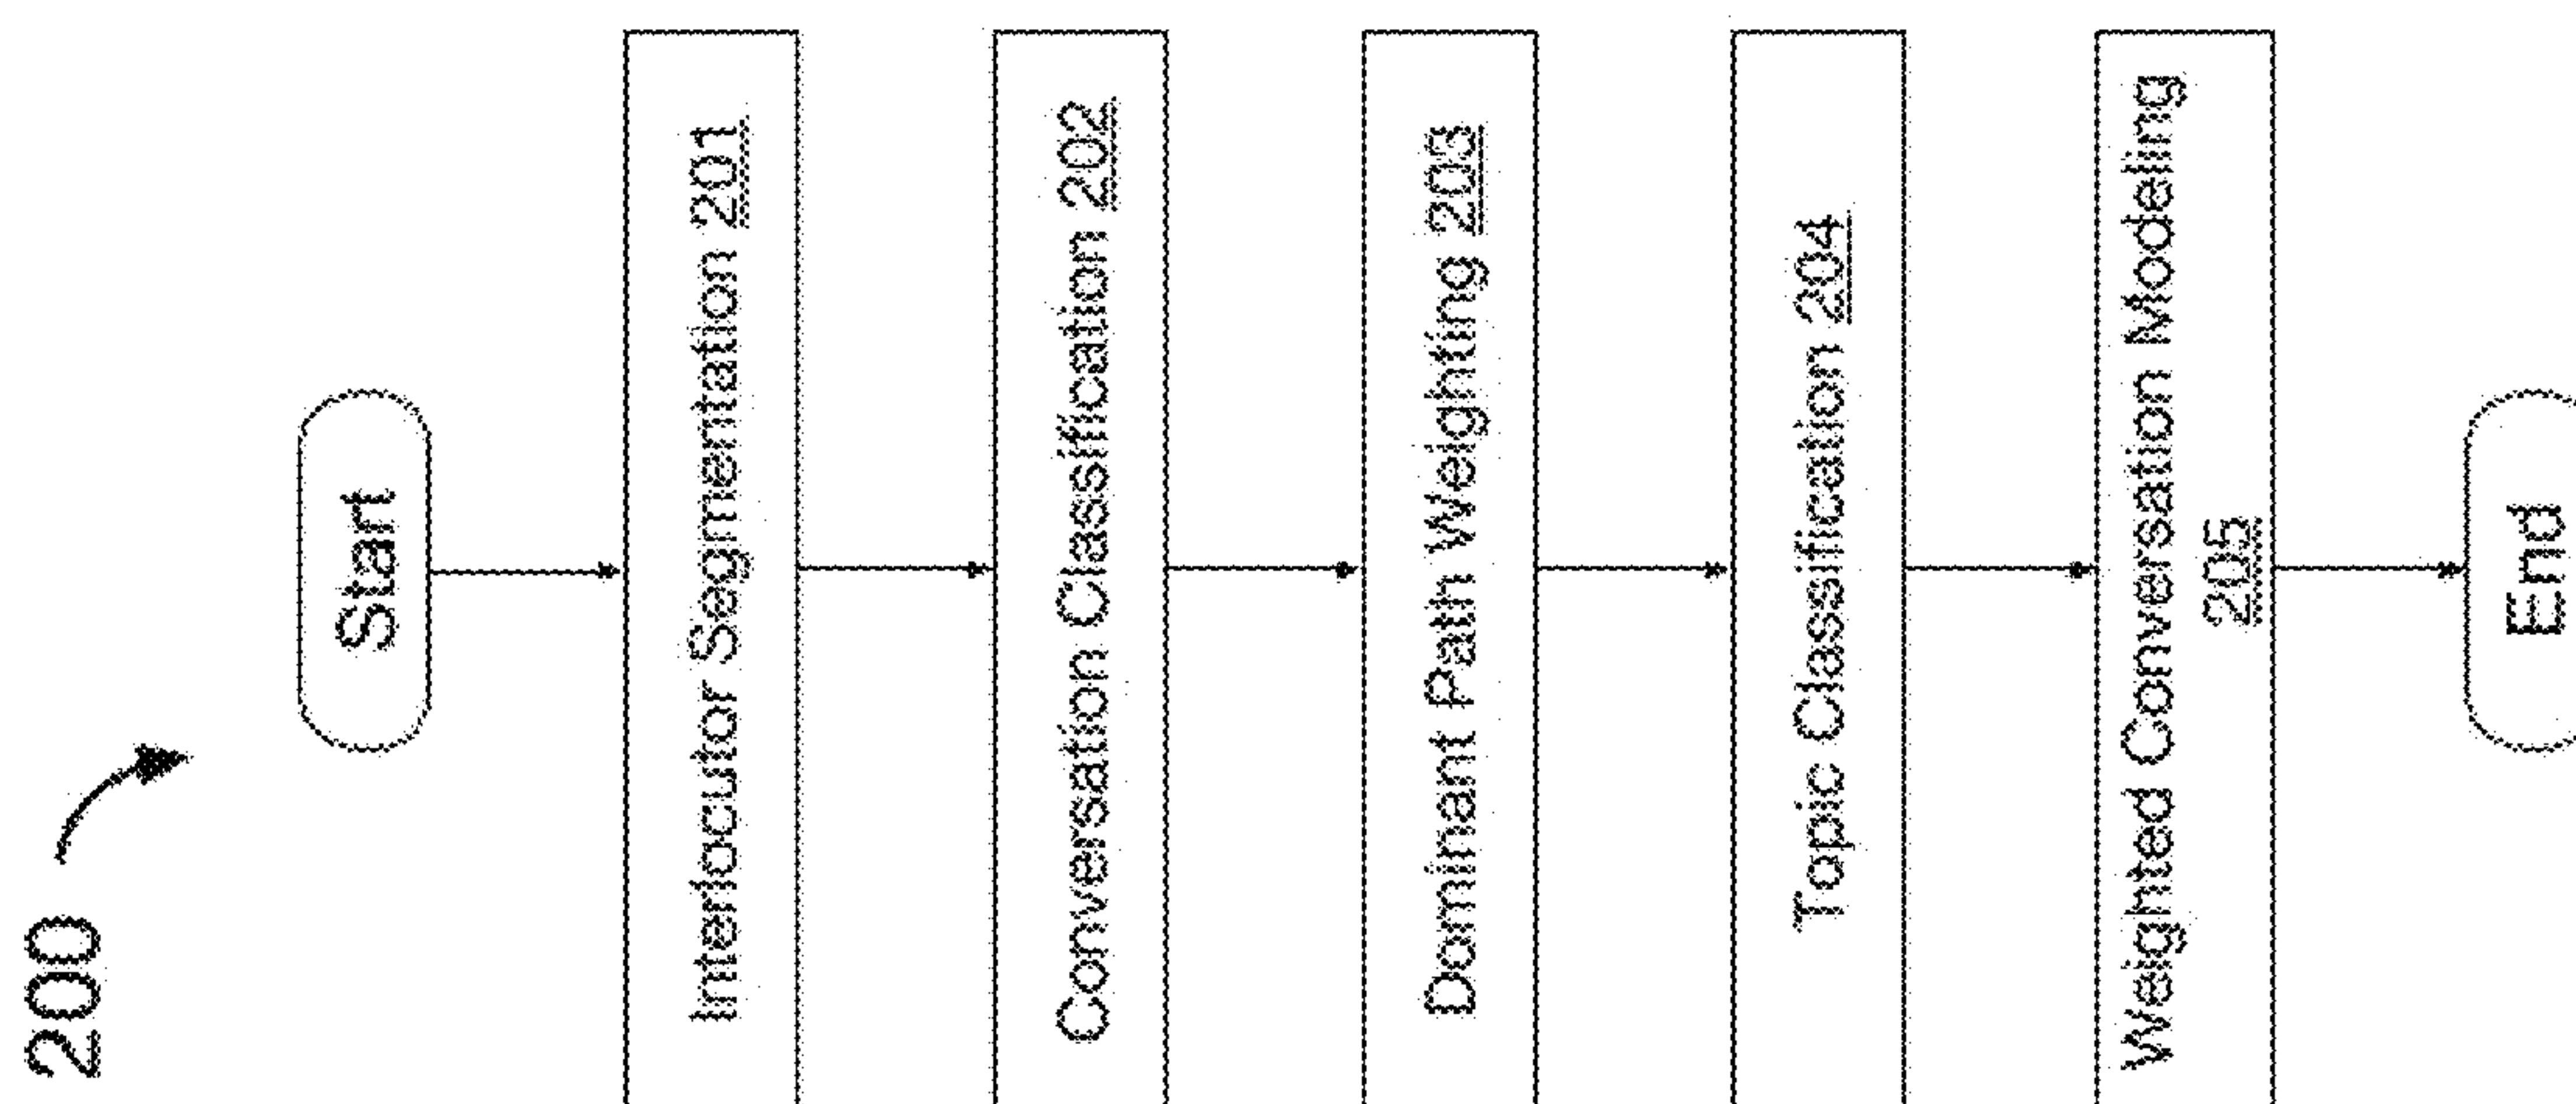 200
Start
Interlocutor Segmentation 201
Conversation Classification 202
Dominant Path Weighting 203
Topic Classification 204
Weighted Conversation Modeling
205
End